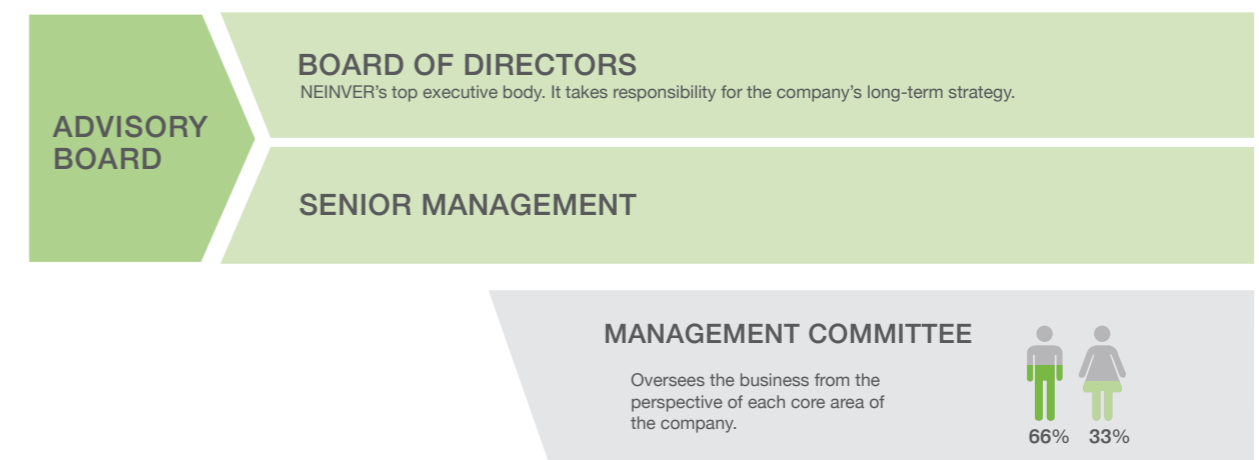 ADVISORY
BOARD
BOARD OF DIRECTORS
NEINVER’s top executive body. It takes responsibility for the company’s long-term strategy.
SENIOR MANAGEMENT
MANAGEMENT COMMITTEE
Oversees the business from the
perspective of each core area of
the company.
66% 33%